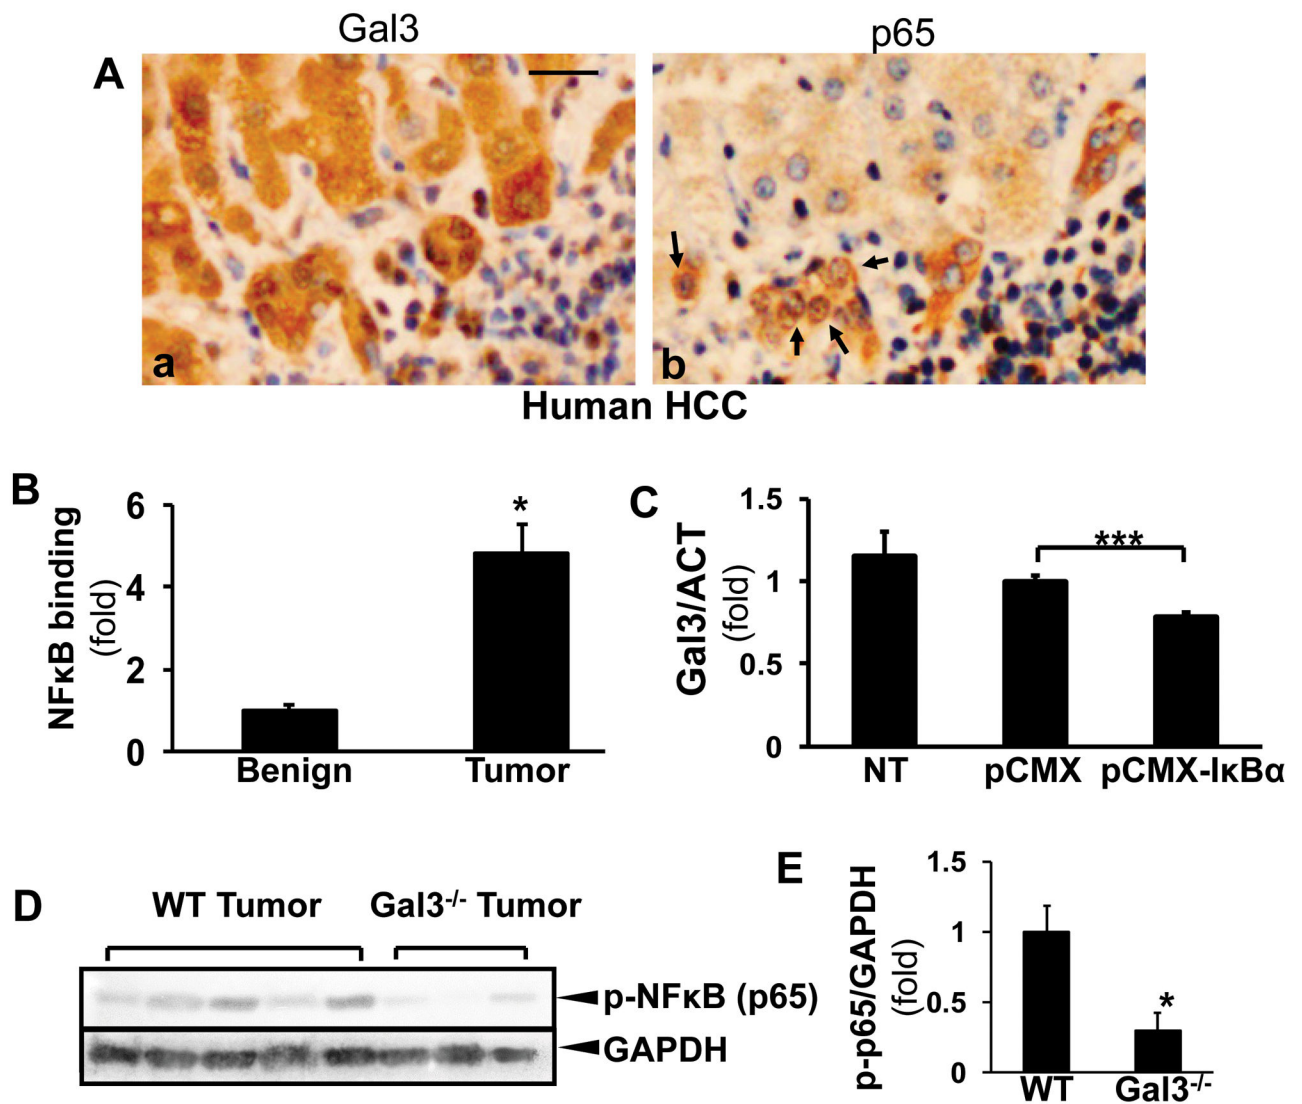 Gal3 p65
A
a b
Human HCC
B
NFκB binding
(fold)
6
4
2
0
*
Benign Tumor
C
Gal3/ACT
(fold)
1.5
1
0.5
0
***
NT pCMX pCMX-IκBα
D
WT Tumor Gal3-/- Tumor
p-NFκB (p65)
GAPDH
E
p-p65/GAPDH
(fold)
1.5
1
0.5
0
*
WT Gal3-/-